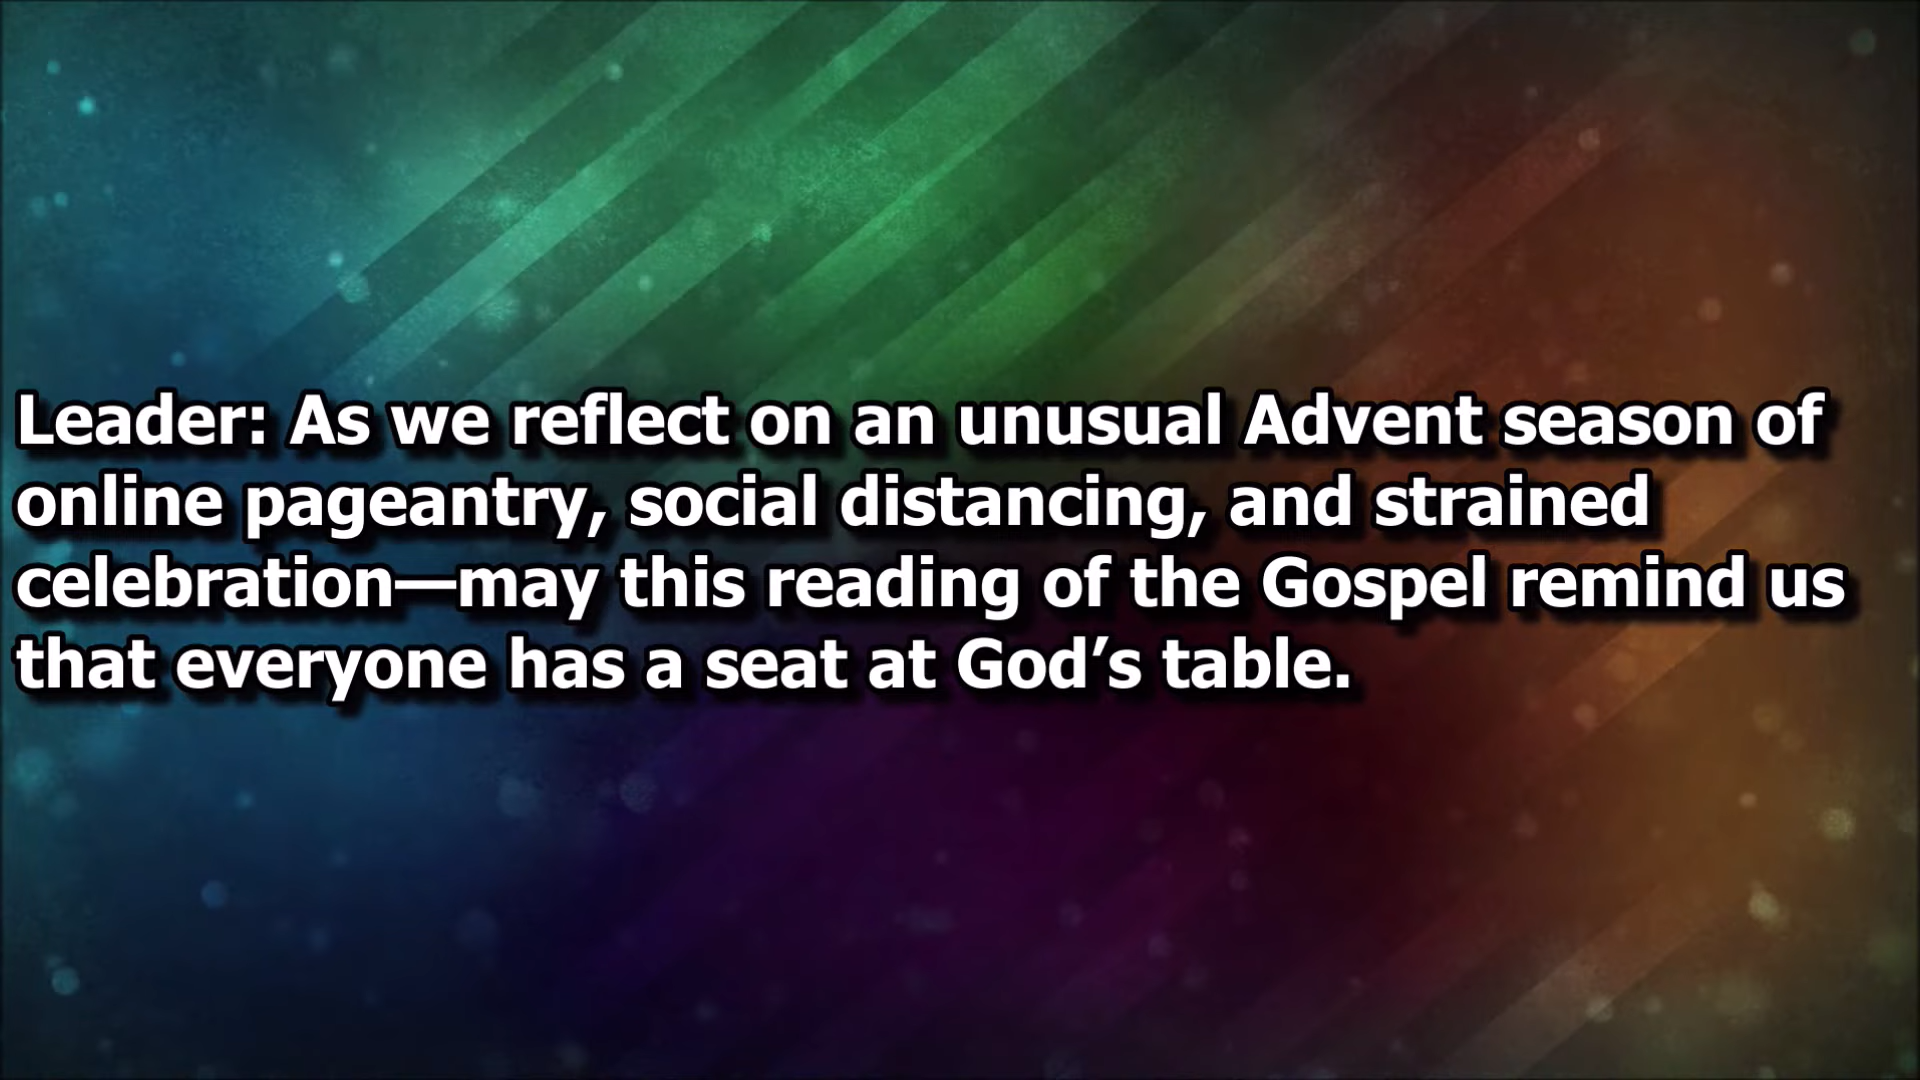 Leader: As we reflect on an unusual Advent season of
online pageantry, social distancing, and strained
celebration—may this reading of the Gospel remind us
that everyone has a seat at God’s table.